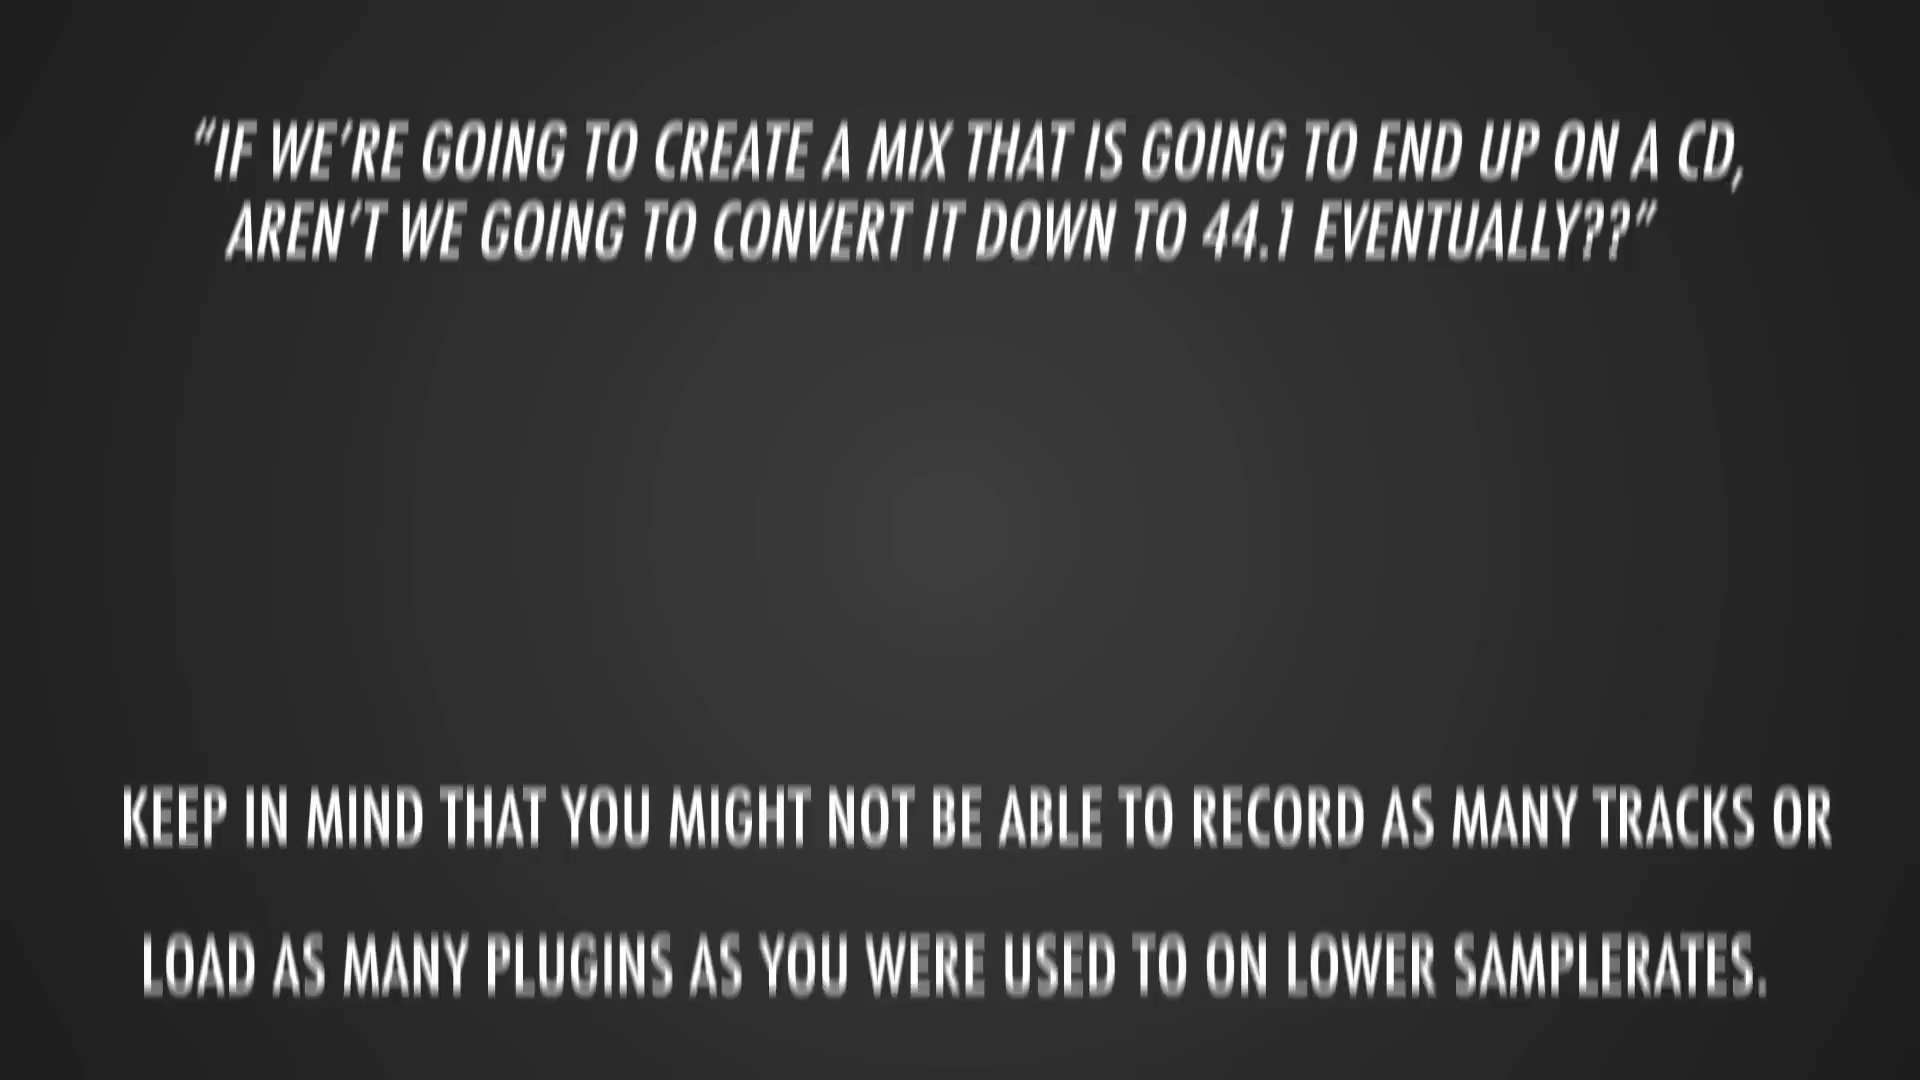 “IF WE’RE GOING TO CREATE A MIX THAT IS GOING TO END UP ON A CD,
AREN’T WE GOING TO CONVERT IT DOWN TO 44.1 EVENTUALLY??”
KEEP IN MIND THAT YOU MIGHT NOT BE ABLE TO RECORD AS MANY TRACKS OR
LOAD AS MANY PLUGINS AS YOU WERE USED TO ON LOWER SAMPLERATES.